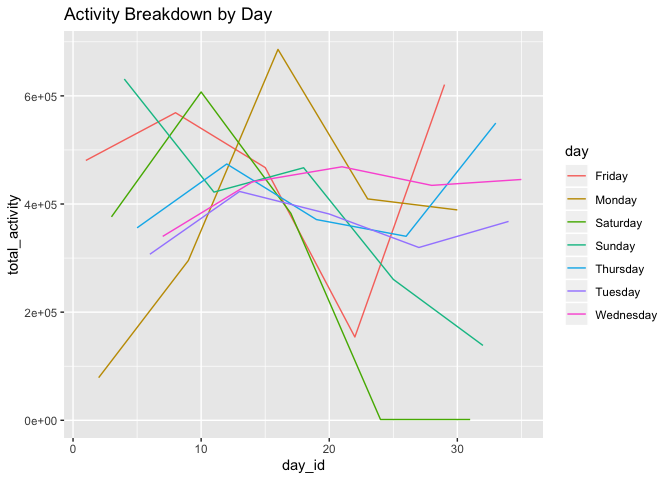 Activity Breakdown by Day
total_activity
6e+05
4e+05
2e+05
0e+00
0
10
20
30
day_id
day
Friday
Monday
Saturday
Sunday
Thursday
Tuesday
Wednesday